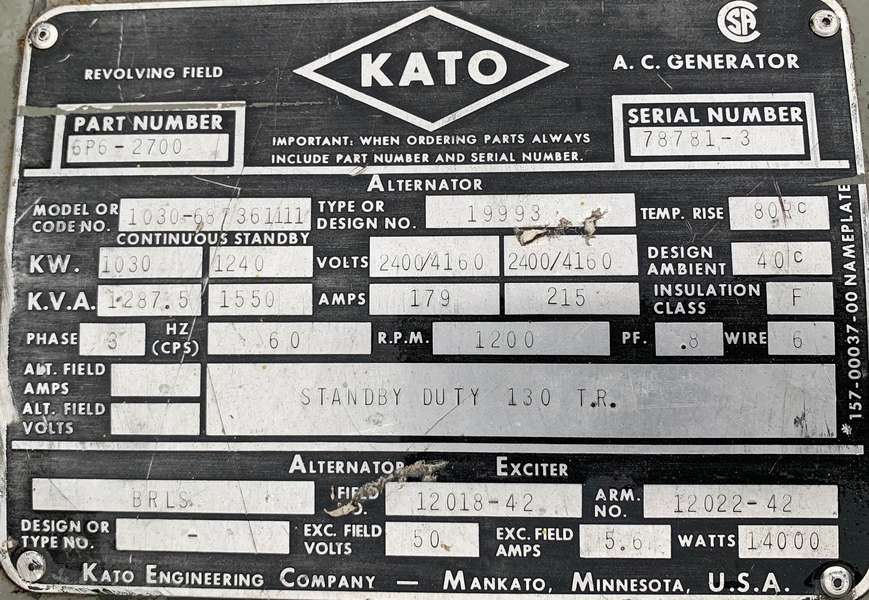 CSA
REVOLVING FIELD
KATO
A. C. GENERATOR
PART NUMBER
6P6-2700
IMPORTANT: WHEN ORDERING PARTS ALWAYS
INCLUDE PART NUMBER AND SERIAL NUMBER.
SERIAL NUMBER
78781-3
ALTERNATOR
MODEL OR CODE NO. 1030-687361111 TYPE OR DESIGN NO. 19993 TEMP. RISE 80RC
CONTINUOUS STANDBY
KW. 1030 1240 VOLTS 2400/4160 2400/4160 DESIGN AMBIENT 40C
K.V.A. 1287.5 1550 AMPS 179 215 INSULATION CLASS F
PHASE 3 HZ (CPS) 60 R.P.M. 1200 PF. .8 WIRE 6
ALT. FIELD AMPS
ALT. FIELD VOLTS
STANDBY DUTY 130 T.R.
*157-00037-00 NAMEPLATE
ALTERNATOR EXCITER
BRLS FIELD 12018-42 ARM. NO. 12022-42
DESIGN OR TYPE NO. - EXC. FIELD VOLTS 50 EXC. FIELD AMPS 5.6 WATTS 14000
KATO ENGINEERING COMPANY — MANKATO, MINNESOTA, U.S.A.